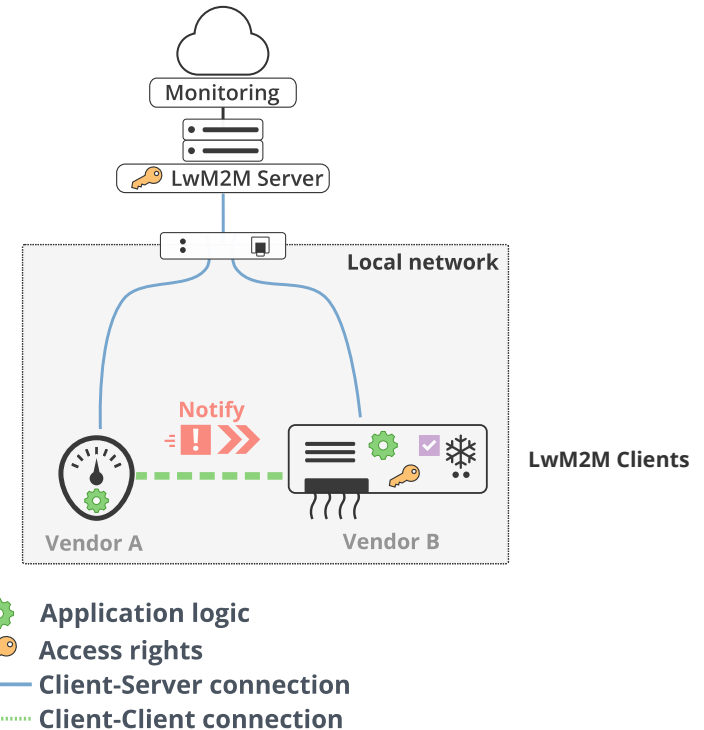 Monitoring
LwM2M Server
Local network
Notify
LwM2M Clients
Vendor A
Vendor B
Application logic
Access rights
Client-Server connection
Client-Client connection